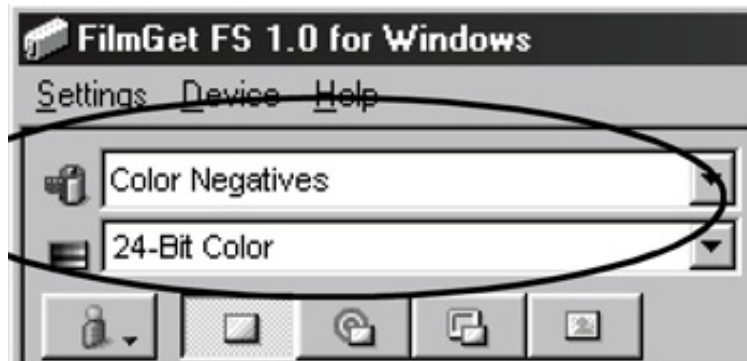 FilmGet FS 1.0 for Windows
Settings Device Help
Color Negatives
24-Bit Color